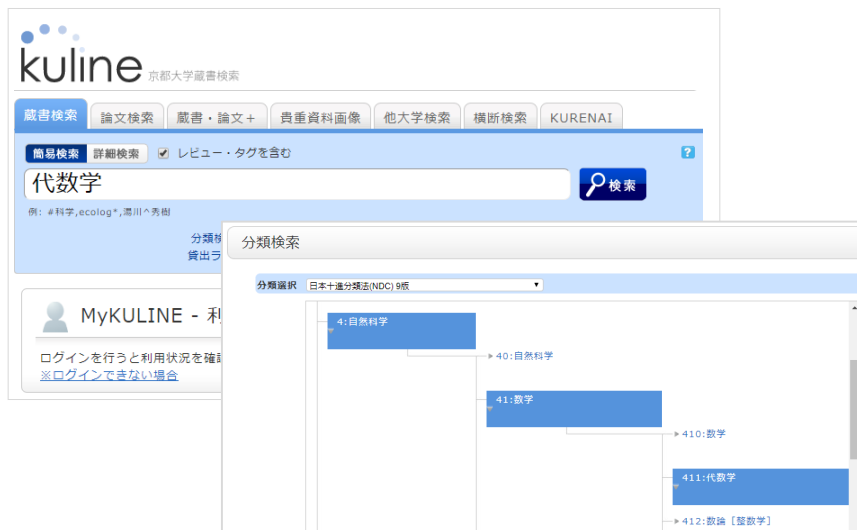 kuline 京都大学蔵書検索
蔵書検索 論文検索 蔵書・論文+ 貴重資料画像 他大学検索 横断検索 KURENAI
簡易検索 詳細検索 レビュー・タグを含む ?
代数学 検索
例: #科学,ecolog*,湯川^秀樹
分類検
貸出ラ
MyKULINE - 利
ログインを行うと利用状況を確認
※ログインできない場合
分類検索
分類選択 日本十進分類法(NDC) 9版
4:自然科学
40:自然科学
41:数学
410:数学
411:代数学
412:数論［整数学］